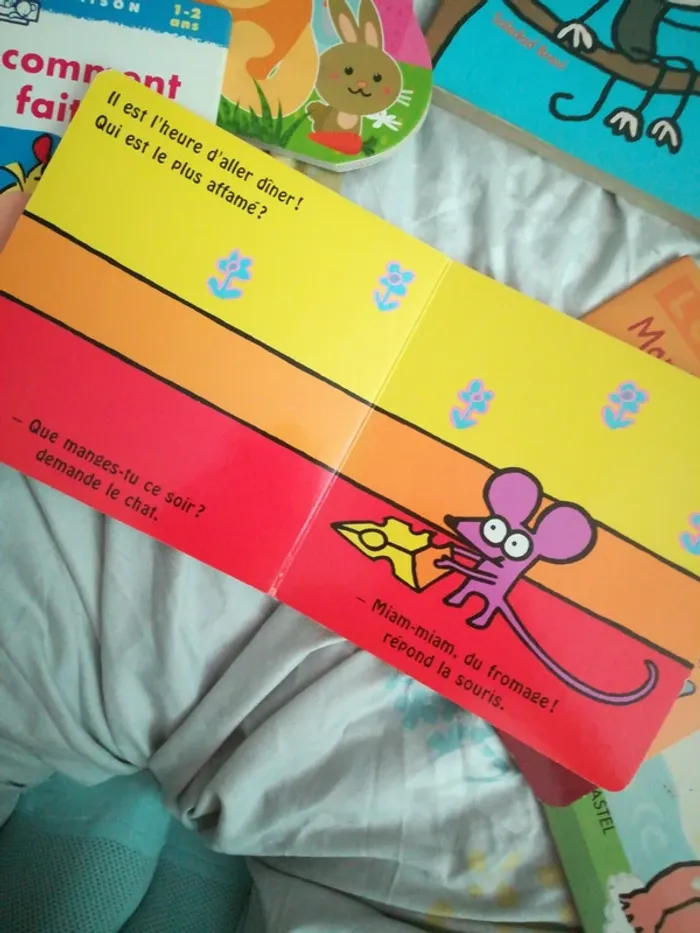 1-2
ans
comment
fait
Il est l'heure d'aller dîner !
Qui est le plus affamé ?
– Que manges-tu ce soir ?
demande le chat.
– Miam-miam, du fromage !
répond la souris.